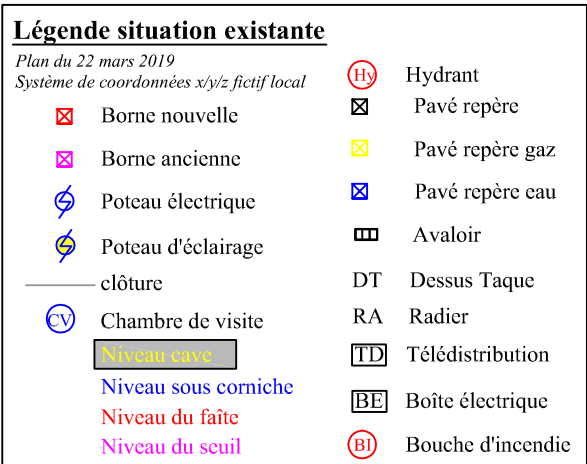 Légende situation existante
Plan du 22 mars 2019
Système de coordonnées x/y/z fictif local
Borne nouvelle
Borne ancienne
Poteau électrique
Poteau d'éclairage
clôture
CV Chambre de visite
Niveau cave
Niveau sous corniche
Niveau du faîte
Niveau du seuil
Hy Hydrant
Pavé repère
Pavé repère gaz
Pavé repère eau
Avaloir
DT Dessus Taque
RA Radier
TD Télédistribution
BE Boîte électrique
BI Bouche d'incendie